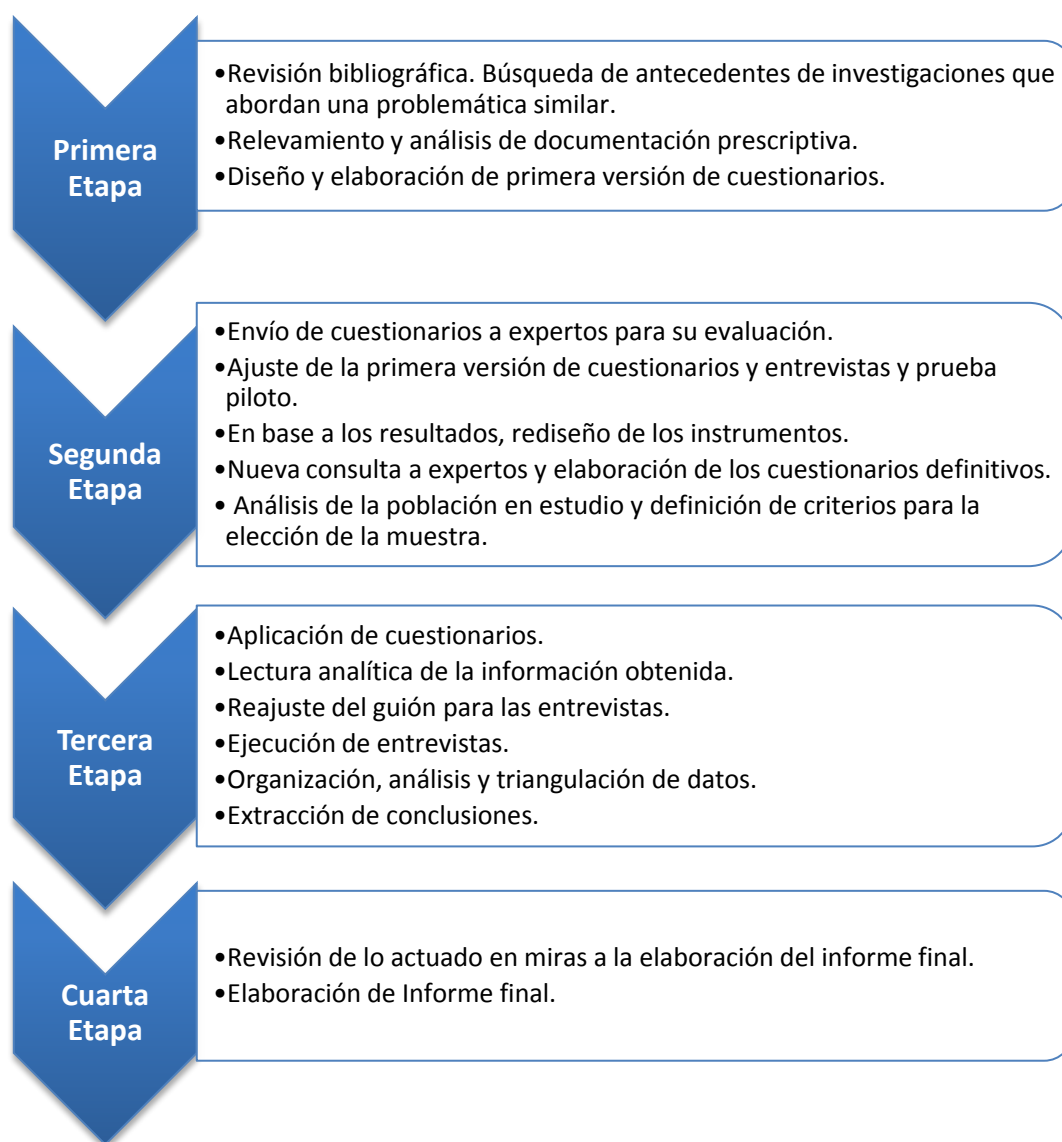 Primera
Etapa
•Revisión bibliográfica. Búsqueda de antecedentes de investigaciones que
abordan una problemática similar.
•Relevamiento y análisis de documentación prescriptiva.
•Diseño y elaboración de primera versión de cuestionarios.
Segunda
Etapa
•Envío de cuestionarios a expertos para su evaluación.
•Ajuste de la primera versión de cuestionarios y entrevistas y prueba
piloto.
•En base a los resultados, rediseño de los instrumentos.
•Nueva consulta a expertos y elaboración de los cuestionarios definitivos.
• Análisis de la población en estudio y definición de criterios para la
elección de la muestra.
Tercera
Etapa
•Aplicación de cuestionarios.
•Lectura analítica de la información obtenida.
•Reajuste del guión para las entrevistas.
•Ejecución de entrevistas.
•Organización, análisis y triangulación de datos.
•Extracción de conclusiones.
Cuarta
Etapa
•Revisión de lo actuado en miras a la elaboración del informe final.
•Elaboración de Informe final.